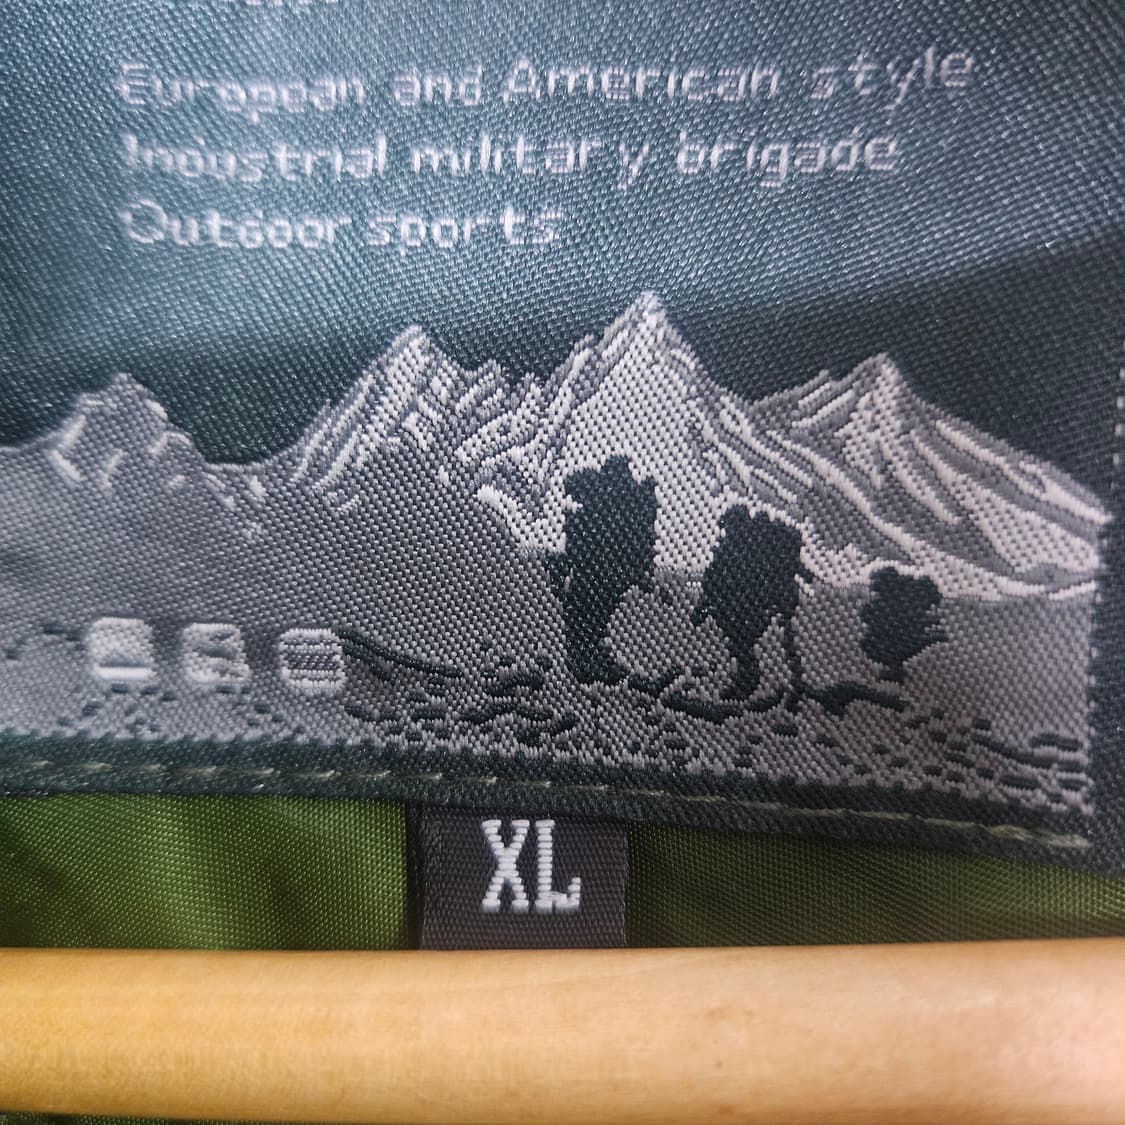 European and American style
Industrial military brigade
Outdoor sports
XL